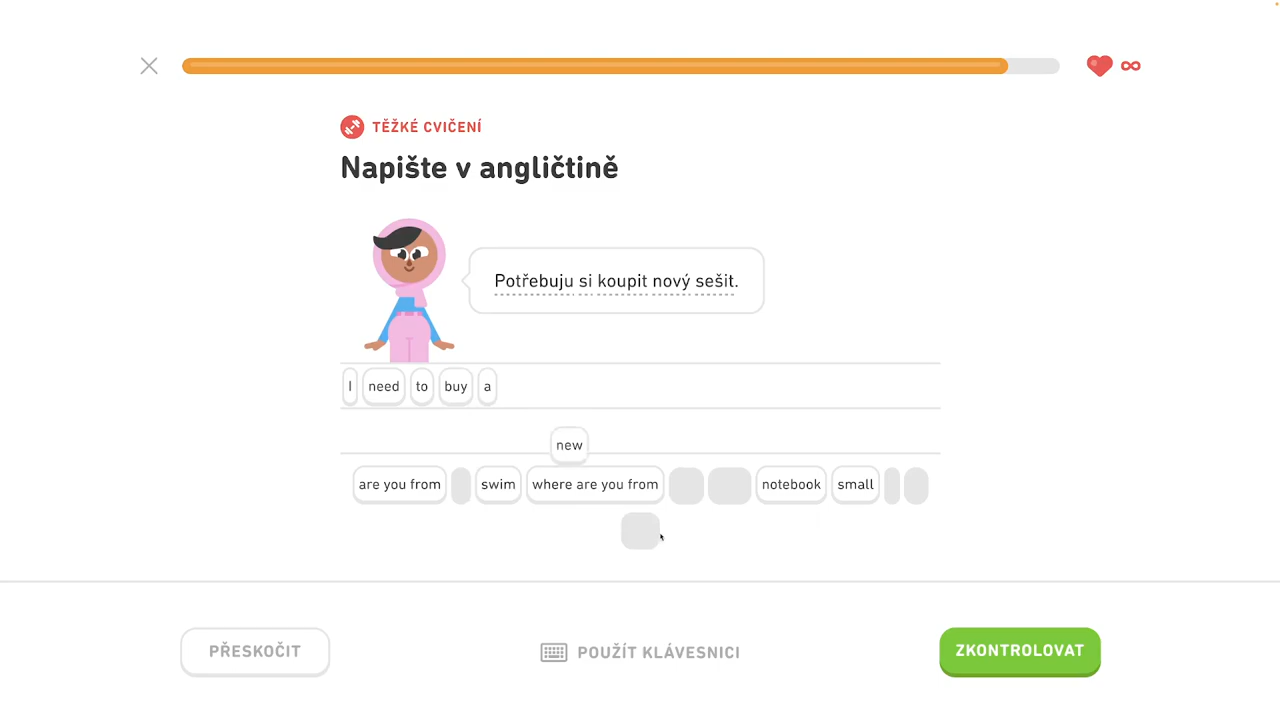 ∞
TĚŽKÉ CVIČENÍ
Napište v angličtině
Potřebuju si koupit nový sešit.
I need to buy a
new
are you from swim where are you from notebook small
PŘESKOČIT
POUŽÍT KLÁVESNICI
ZKONTROLOVAT